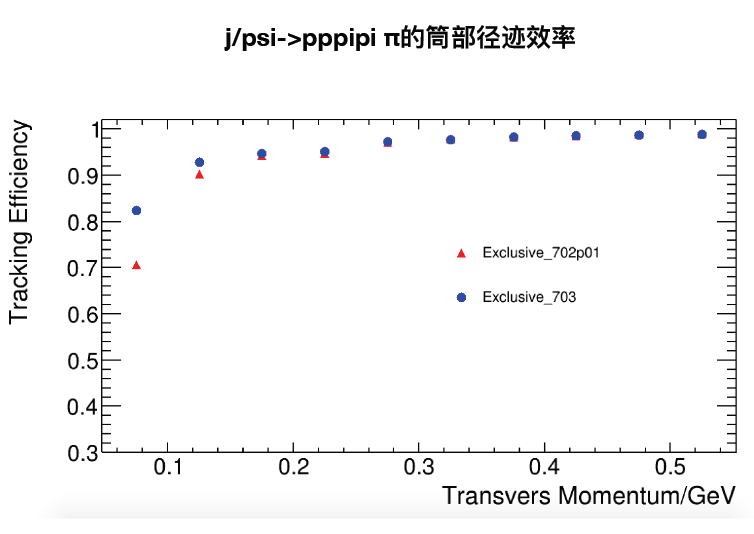 j/psi->pppipi π的筒部径迹效率
Tracking Efficiency
1
0.9
0.8
0.7
0.6
0.5
0.4
0.3
Exclusive_702p01
Exclusive_703
0.1 0.2 0.3 0.4 0.5
Transvers Momentum/GeV